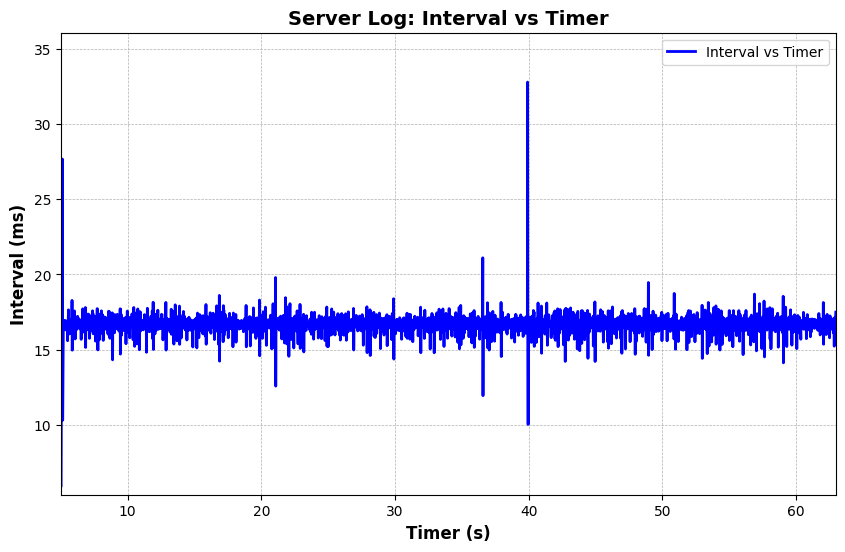 Server Log: Interval vs Timer
Interval vs Timer
35
30
25
20
15
10
Interval (ms)
10 20 30 40 50 60
Timer (s)